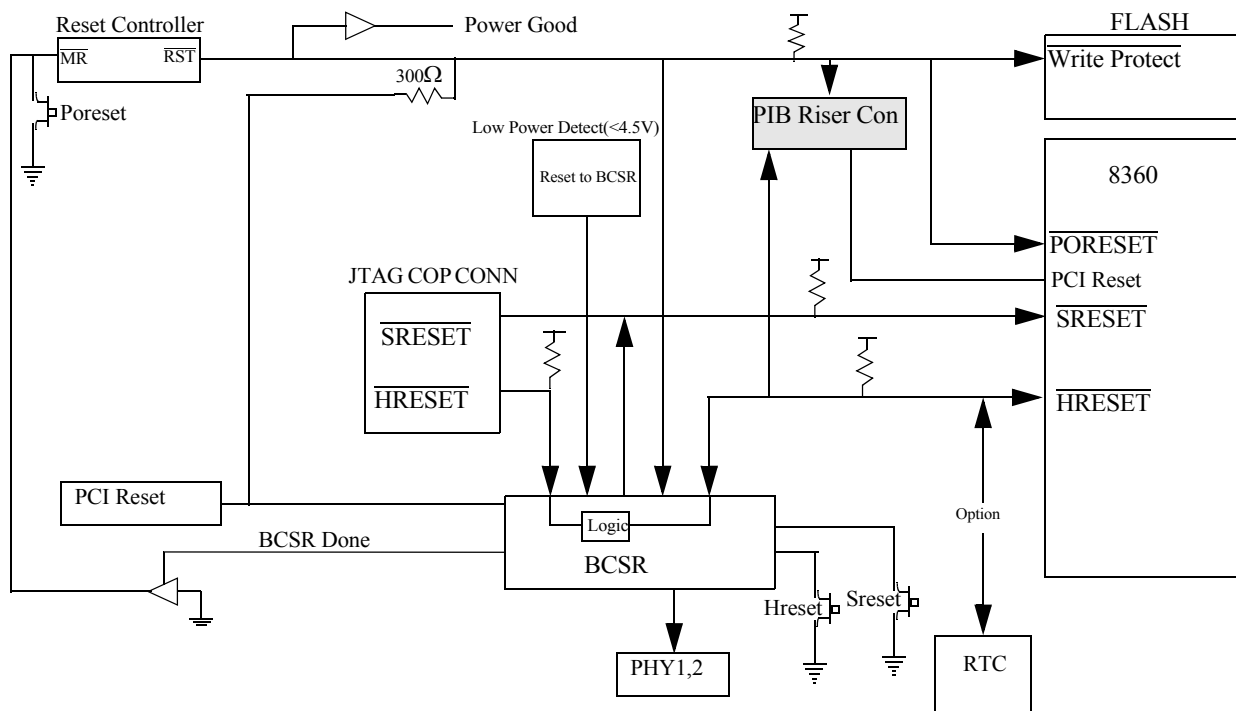 Reset Controller
Power Good
FLASH
MR
RST
Write Protect
300Ω
Poreset
PIB Riser Con
Low Power Detect(<4.5V)
Reset to BCSR
8360
PORESET
JTAG COP CONN
PCI Reset
SRESET
SRESET
HRESET
HRESET
PCI Reset
Logic
Option
BCSR Done
BCSR
Hreset
Sreset
PHY1,2
RTC